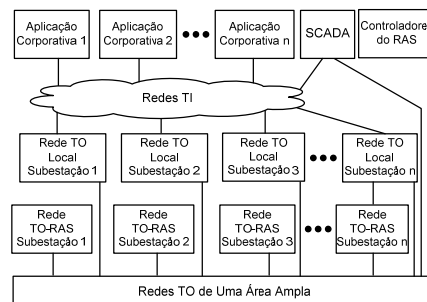 Aplicação
Corporativa 1
Aplicação
Corporativa 2
Aplicação
Corporativa n
SCADA
Controladores
do RAS
Redes TI
Rede TO
Local
Subestação 1
Rede TO
Local
Subestação 2
Rede TO
Local
Subestação 3
Rede TO
Local
Subestação n
Rede
TO-RAS
Subestação 1
Rede
TO-RAS
Subestação 2
Rede
TO-RAS
Subestação 3
Rede
TO-RAS
Subestação n
Redes TO de Uma Área Ampla